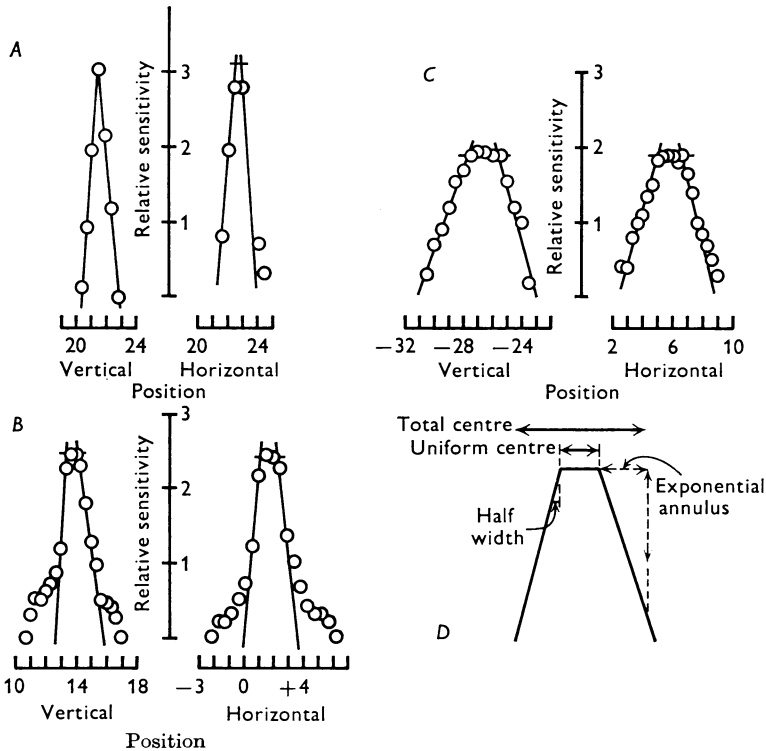 A
Relative sensitivity
3
2
1
20 24
Vertical
20 24
Horizontal
Position
C
Relative sensitivity
3
2
1
−32 −28 −24
Vertical
2 6 10
Horizontal
Position
B
Relative sensitivity
3
2
1
10 14 18
Vertical
−3 0 +4
Horizontal
Position
Total centre
Uniform centre
Exponential
annulus
Half
width
D